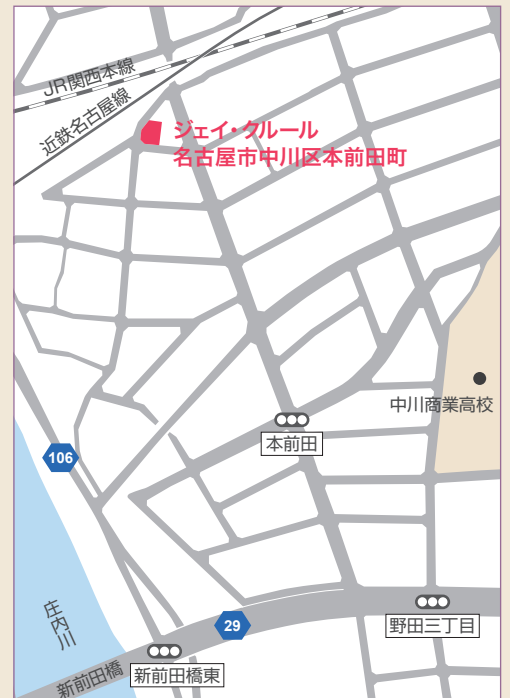 JR関西本線
近鉄名古屋線
ジェイ・クルール
名古屋市中川区本前田町
中川商業高校
本前田
106
庄内川
29
野田三丁目
新前田橋東
新前田橋